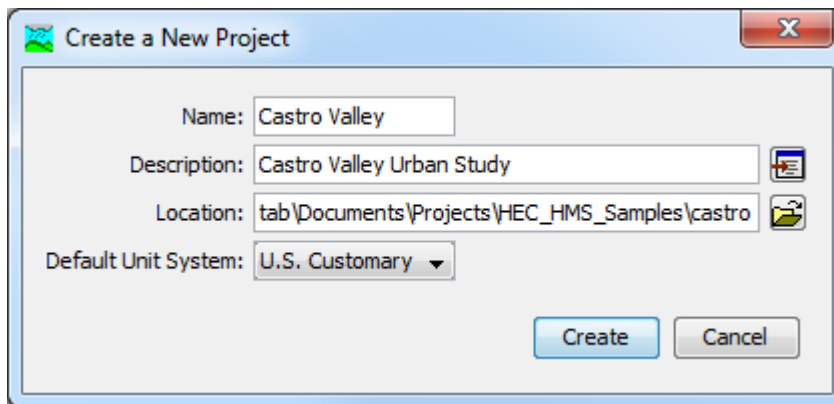 Create a New Project
Name: Castro Valley
Description: Castro Valley Urban Study
Location: tab\Documents\Projects\HEC_HMS_Samples\castro
Default Unit System: U.S. Customary
Create Cancel